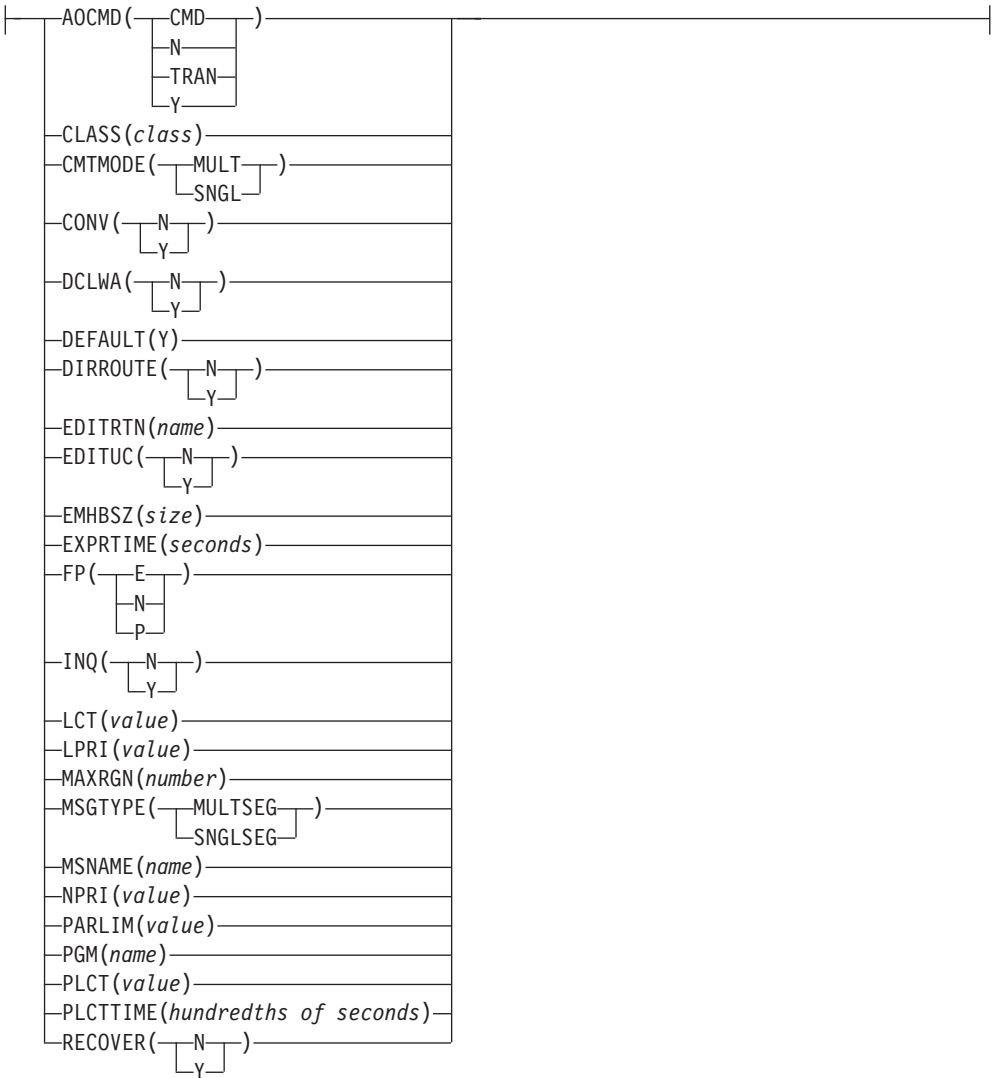 AOCMD( CMD )
N
TRAN
Y
CLASS(class)
CMTMODE( MULT )
SNGL
CONV( N )
Y
DCLWA( N )
Y
DEFAULT(Y)
DIRROUTE( N )
Y
EDITRTN(name)
EDITUC( N )
Y
EMHBSZ(size)
EXPRTIME(seconds)
FP( E )
N
P
INQ( N )
Y
LCT(value)
LPRI(value)
MAXRGN(number)
MSGTYPE( MULTSEG )
SNGLSEG
MSNAME(name)
NPRI(value)
PARLIM(value)
PGM(name)
PLCT(value)
PLCTTIME(hundredths of seconds)
RECOVER( N )
Y